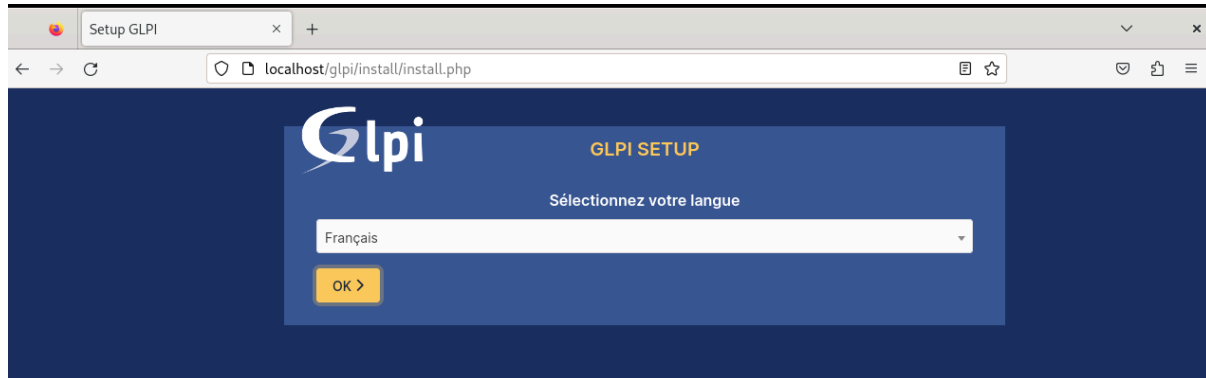 Setup GLPI
localhost/glpi/install/install.php
Glpi
GLPI SETUP
Sélectionnez votre langue
Français
OK